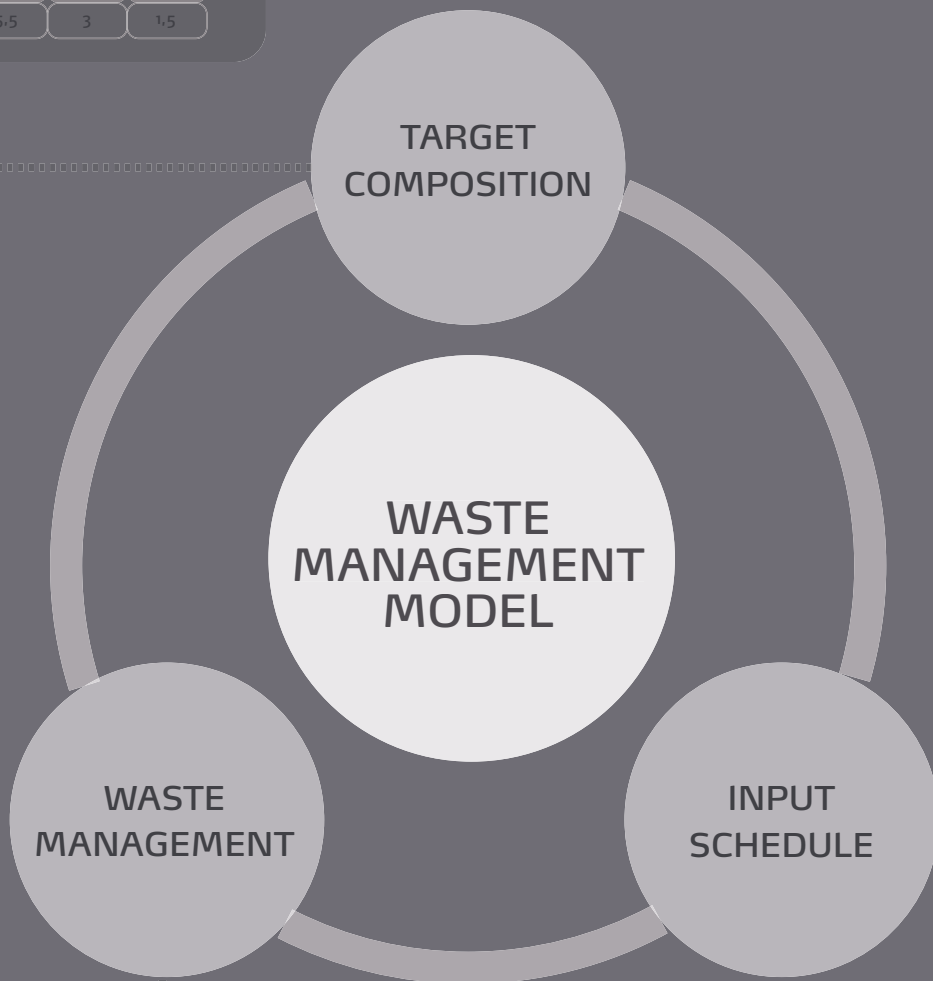 3 1,5
TARGET
COMPOSITION
WASTE
MANAGEMENT
MODEL
WASTE
MANAGEMENT
INPUT
SCHEDULE